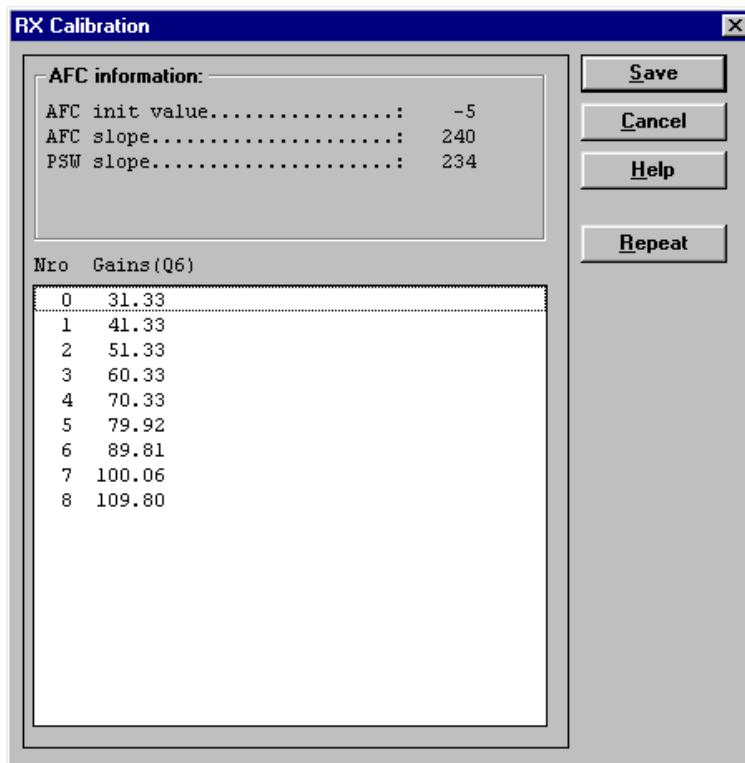 RX Calibration
AFC information:
AFC init value................: -5
AFC slope.....................: 240
PSW slope.....................: 234
Nro Gains(Q6)
0 31.33
1 41.33
2 51.33
3 60.33
4 70.33
5 79.92
6 89.81
7 100.06
8 109.80
Save
Cancel
Help
Repeat